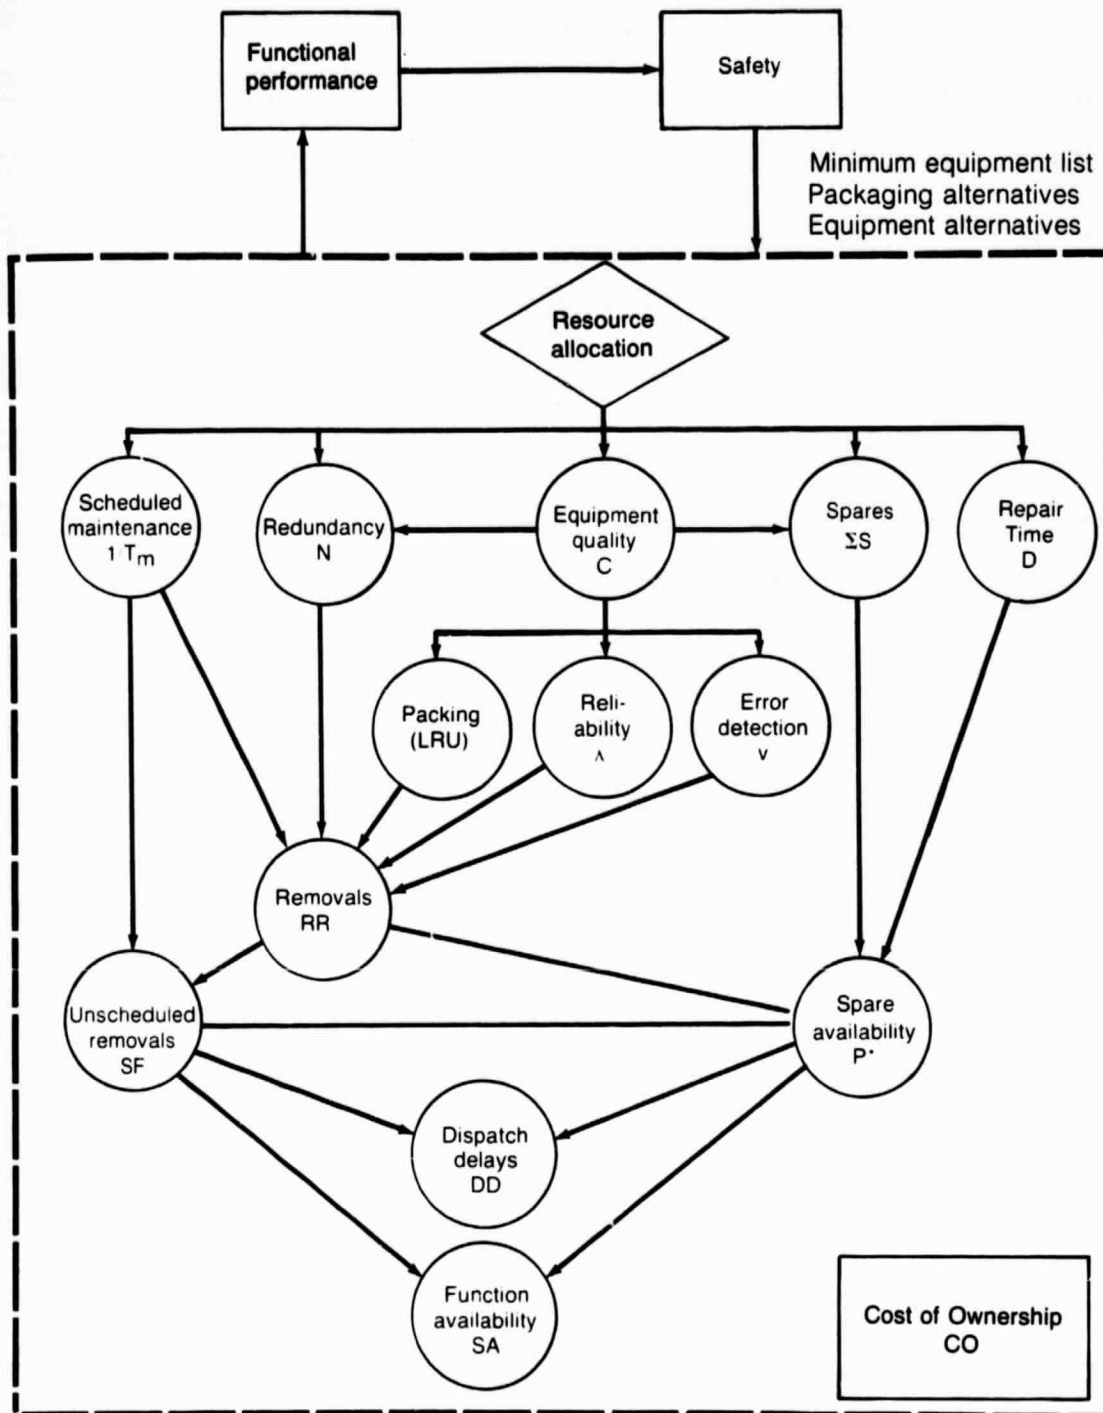 Functional
performance
Safety
Minimum equipment list
Packaging alternatives
Equipment alternatives
Resource
allocation
Scheduled
maintenance
1/Tm
Redundancy
N
Equipment
quality
C
Spares
ΣS
Repair
Time
D
Packing
(LRU)
Reli-
ability
Λ
Error
detection
v
Removals
RR
Unscheduled
removals
SF
Spare
availability
P*
Dispatch
delays
DD
Function
availability
SA
Cost of Ownership
CO